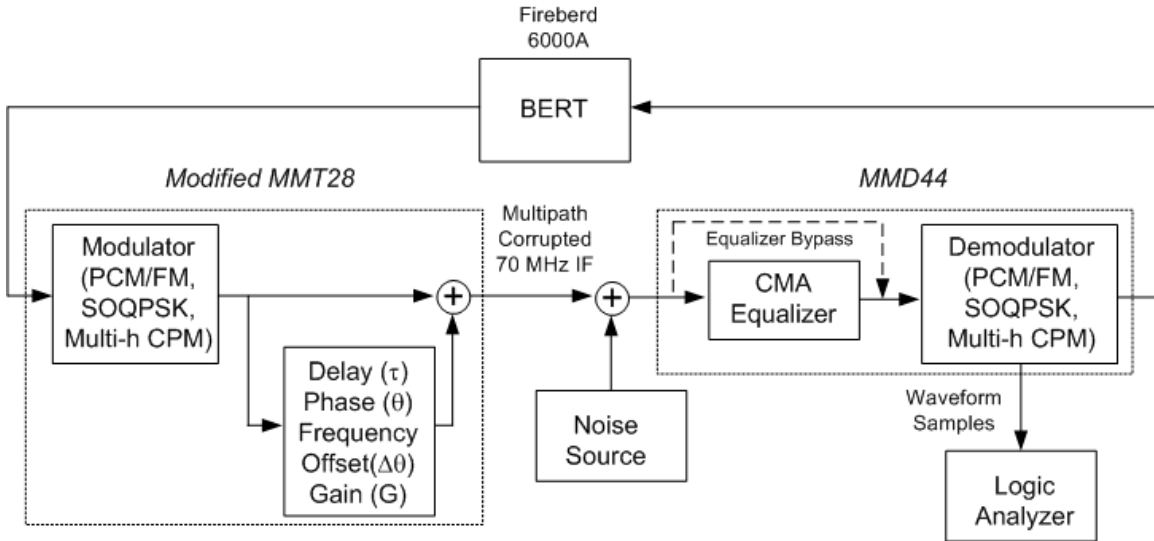 Fireberd
6000A
BERT
Modified MMT28
MMD44
Modulator
(PCM/FM,
SOQPSK,
Multi-h CPM)
+
Delay (τ)
Phase (θ)
Frequency
Offset(Δθ)
Gain (G)
Multipath
Corrupted
70 MHz IF
+
Noise
Source
Equalizer Bypass
CMA
Equalizer
Demodulator
(PCM/FM,
SOQPSK,
Multi-h CPM)
Waveform
Samples
Logic
Analyzer